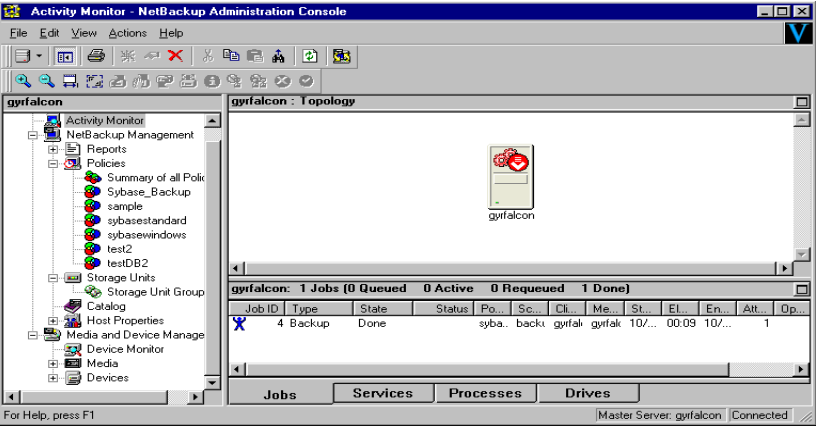 Activity Monitor - NetBackup Administration Console
File Edit View Actions Help
V
gyrfalcon
Activity Monitor
NetBackup Management
Reports
Policies
Summary of all Polic
Sybase_Backup
sample
sybasestandard
sybasewindows
test2
testDB2
Storage Units
Storage Unit Group
Catalog
Host Properties
Media and Device Manage
Device Monitor
Media
Devices
gyrfalcon : Topology
gyrfalcon
gyrfalcon: 1 Jobs (0 Queued 0 Active 0 Requeued 1 Done)
Job ID Type State Status Po... Sc... Cli... Me... St... El... En... Att... Op...
4 Backup Done syba.. backu gyrfalc gyrfalc 10/... 00:09 10/... 1
Jobs Services Processes Drives
For Help, press F1
Master Server: gyrfalcon Connected